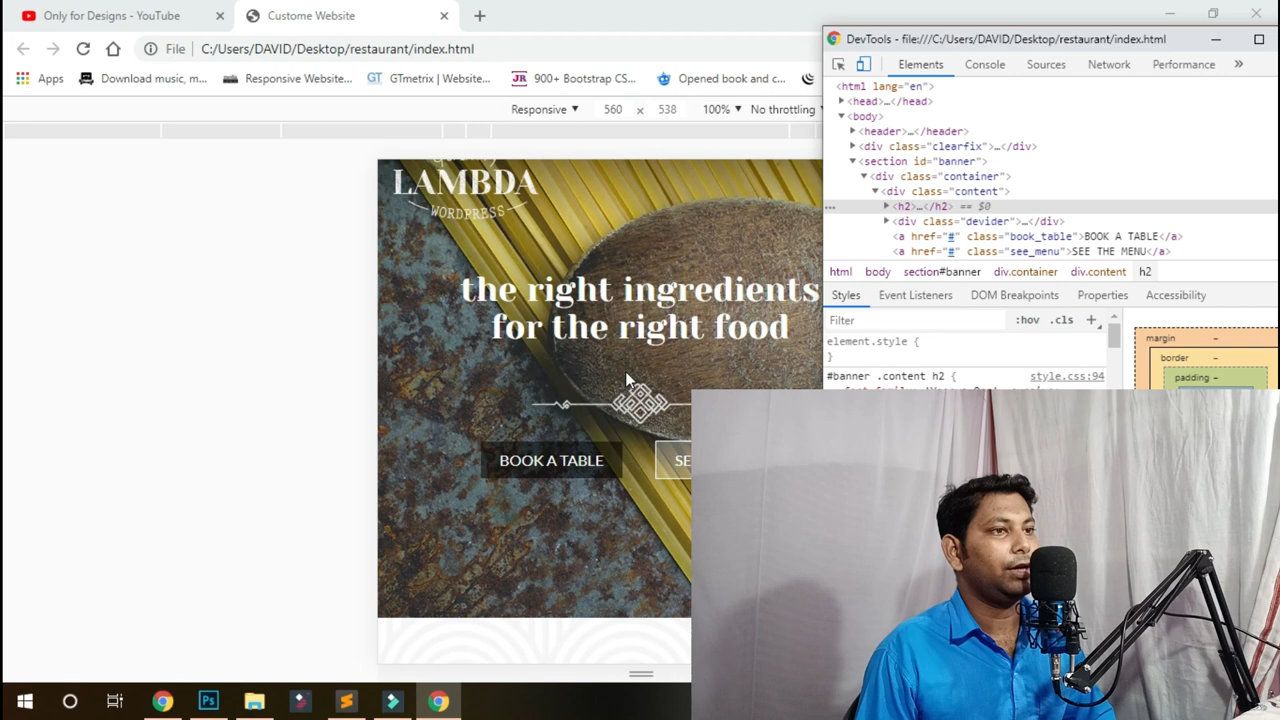 Only for Designs - YouTube
Custome Website
File
C:/Users/DAVID/Desktop/restaurant/index.html
Apps
Download music, m...
Responsive Website...
GT
GTmetrix | Website...
JR
900+ Bootstrap CS...
Opened book and c...
Responsive
560 × 538
100%
No throttling
DevTools - file:///C:/Users/DAVID/Desktop/restaurant/index.html
Elements
Console
Sources
Network
Performance
»
<html lang="en">
<head>…</head>
<body>
<header>…</header>
<div class="clearfix">…</div>
<section id="banner">
<div class="container">
<div class="content">
<h2>…</h2> == $0
<div class="devider">…</div>
<a href="#" class="book_table">BOOK A TABLE</a>
<a href="#" class="see_menu">SEE THE MENU</a>
html body section#banner div.container div.content h2
Styles
Event Listeners
DOM Breakpoints
Properties
Accessibility
Filter
:hov .cls +
element.style {
}
#banner .content h2 {
style.css:94
margin -
border -
padding -
LAMBDA
WORDPRESS
the right ingredients
for the right food
BOOK A TABLE
SE
Ps